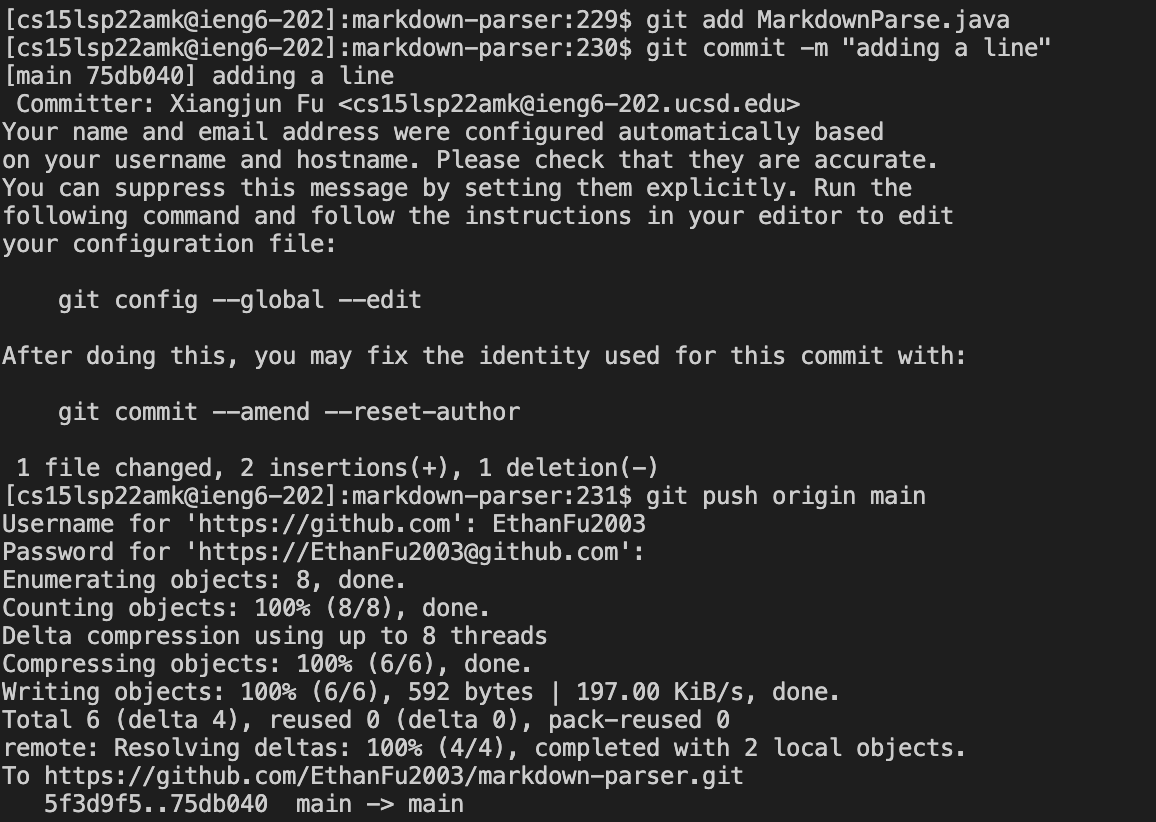 [cs15lsp22amk@ieng6-202]:markdown-parser:229$ git add MarkdownParse.java
[cs15lsp22amk@ieng6-202]:markdown-parser:230$ git commit -m "adding a line"
[main 75db040] adding a line
 Committer: Xiangjun Fu <cs15lsp22amk@ieng6-202.ucsd.edu>
Your name and email address were configured automatically based
on your username and hostname. Please check that they are accurate.
You can suppress this message by setting them explicitly. Run the
following command and follow the instructions in your editor to edit
your configuration file:

    git config --global --edit

After doing this, you may fix the identity used for this commit with:

    git commit --amend --reset-author

 1 file changed, 2 insertions(+), 1 deletion(-)
[cs15lsp22amk@ieng6-202]:markdown-parser:231$ git push origin main
Username for 'https://github.com': EthanFu2003
Password for 'https://EthanFu2003@github.com':
Enumerating objects: 8, done.
Counting objects: 100% (8/8), done.
Delta compression using up to 8 threads
Compressing objects: 100% (6/6), done.
Writing objects: 100% (6/6), 592 bytes | 197.00 KiB/s, done.
Total 6 (delta 4), reused 0 (delta 0), pack-reused 0
remote: Resolving deltas: 100% (4/4), completed with 2 local objects.
To https://github.com/EthanFu2003/markdown-parser.git
   5f3d9f5..75db040  main -> main